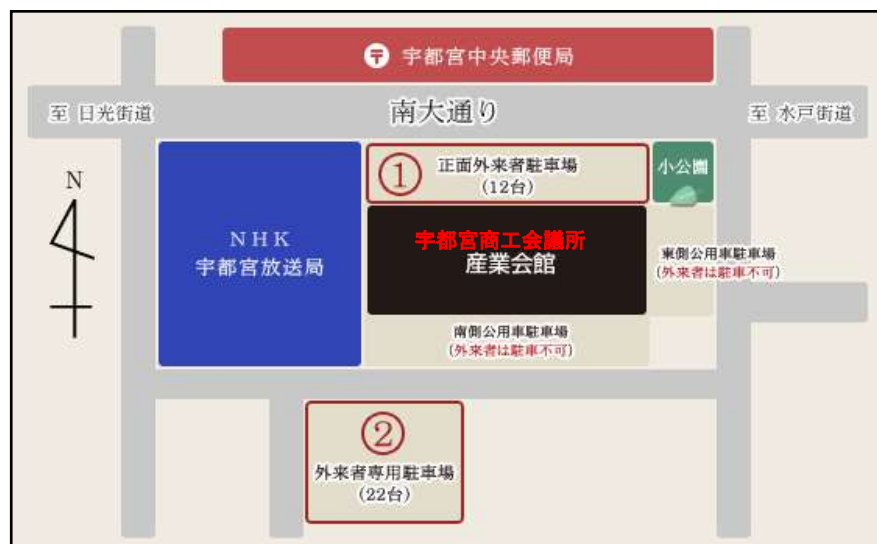 〒 宇都宮中央郵便局
至 日光街道
南大通り
至 水戸街道
N
NHK
宇都宮放送局
①
正面外来者駐車場
(12台)
小公園
宇都宮商工会議所
産業会館
東側公用車駐車場
(外来者は駐車不可)
南側公用車駐車場
(外来者は駐車不可)
②
外来者専用駐車場
(22台)